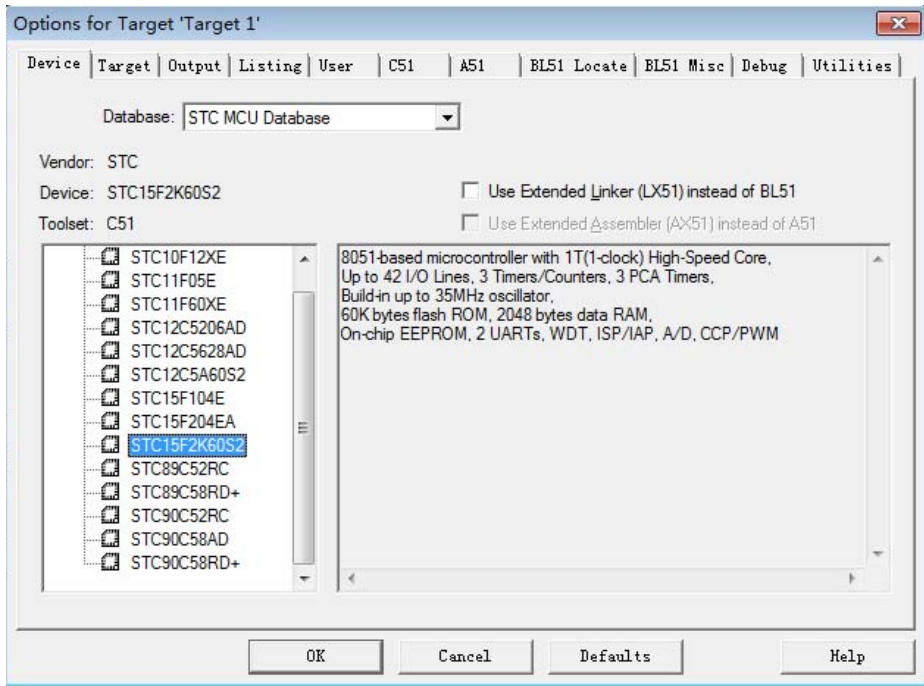 Options for Target 'Target 1'
Device Target Output Listing User C51 A51 BL51 Locate BL51 Misc Debug Utilities
Database: STC MCU Database
Vendor: STC
Device: STC15F2K60S2
Use Extended Linker (LX51) instead of BL51
Toolset: C51
Use Extended Assembler (AX51) instead of A51
STC10F12XE
STC11F05E
STC11F60XE
STC12C5206AD
STC12C5628AD
STC12C5A60S2
STC15F104E
STC15F204EA
STC15F2K60S2
STC89C52RC
STC89C58RD+
STC90C52RC
STC90C58AD
STC90C58RD+
8051-based microcontroller with 1T(1-clock) High-Speed Core,
Up to 42 I/O Lines, 3 Timers/Counters, 3 PCA Timers,
Build-in up to 35MHz oscillator,
60K bytes flash ROM, 2048 bytes data RAM,
On-chip EEPROM, 2 UARTs, WDT, ISP/IAP, A/D, CCP/PWM
OK Cancel Defaults Help